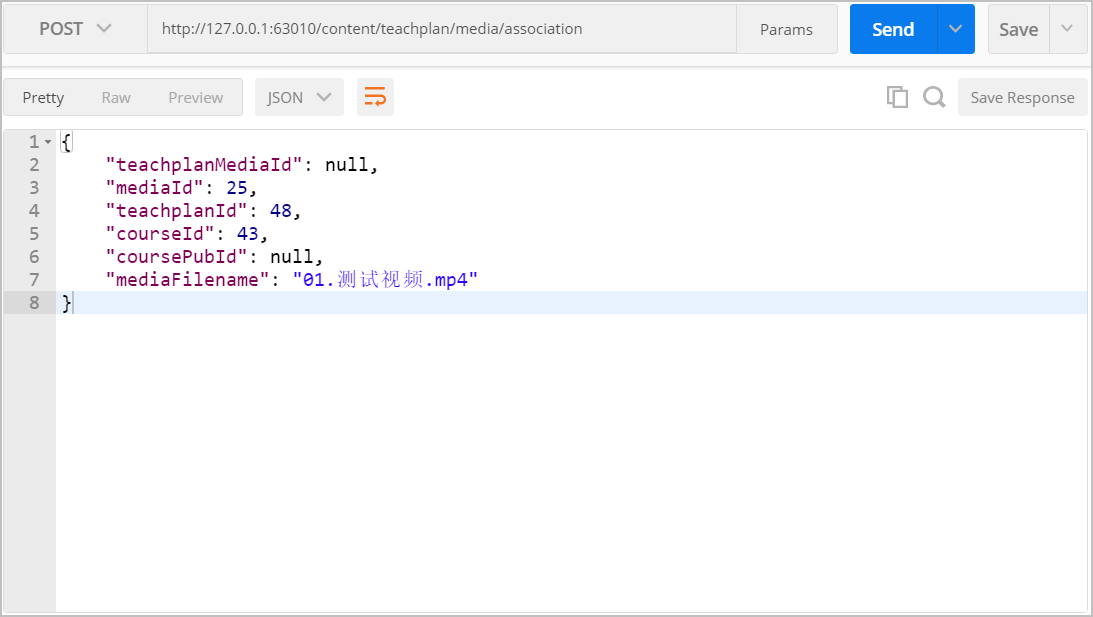 POST http://127.0.0.1:63010/content/teachplan/media/association Params Send Save
Pretty Raw Preview JSON Save Response
1 {
2 "teachplanMediaId": null,
3 "mediaId": 25,
4 "teachplanId": 48,
5 "courseId": 43,
6 "coursePubId": null,
7 "mediaFilename": "01.测试视频.mp4"
8 }